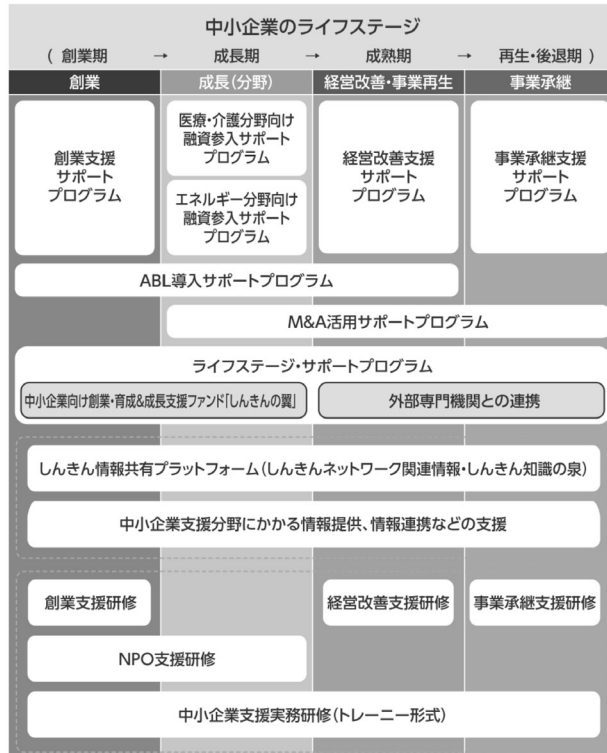 中小企業のライフステージ
( 創業期 → 成長期 → 成熟期 → 再生・後退期 )
創業 成長(分野) 経営改善・事業再生 事業承継
創業支援
サポート
プログラム
医療・介護分野向け
融資参入サポート
プログラム
エネルギー分野向け
融資参入サポート
プログラム
経営改善支援
サポート
プログラム
事業承継支援
サポート
プログラム
ABL導入サポートプログラム
M&A活用サポートプログラム
ライフステージ・サポートプログラム
中小企業向け創業・育成&成長支援ファンド「しんきんの翼」
外部専門機関との連携
しんきん情報共有プラットフォーム(しんきんネットワーク関連情報・しんきん知識の泉)
中小企業支援分野にかかる情報提供、情報連携などの支援
創業支援研修
経営改善支援研修
事業承継支援研修
NPO支援研修
中小企業支援実務研修(トレーニー形式)